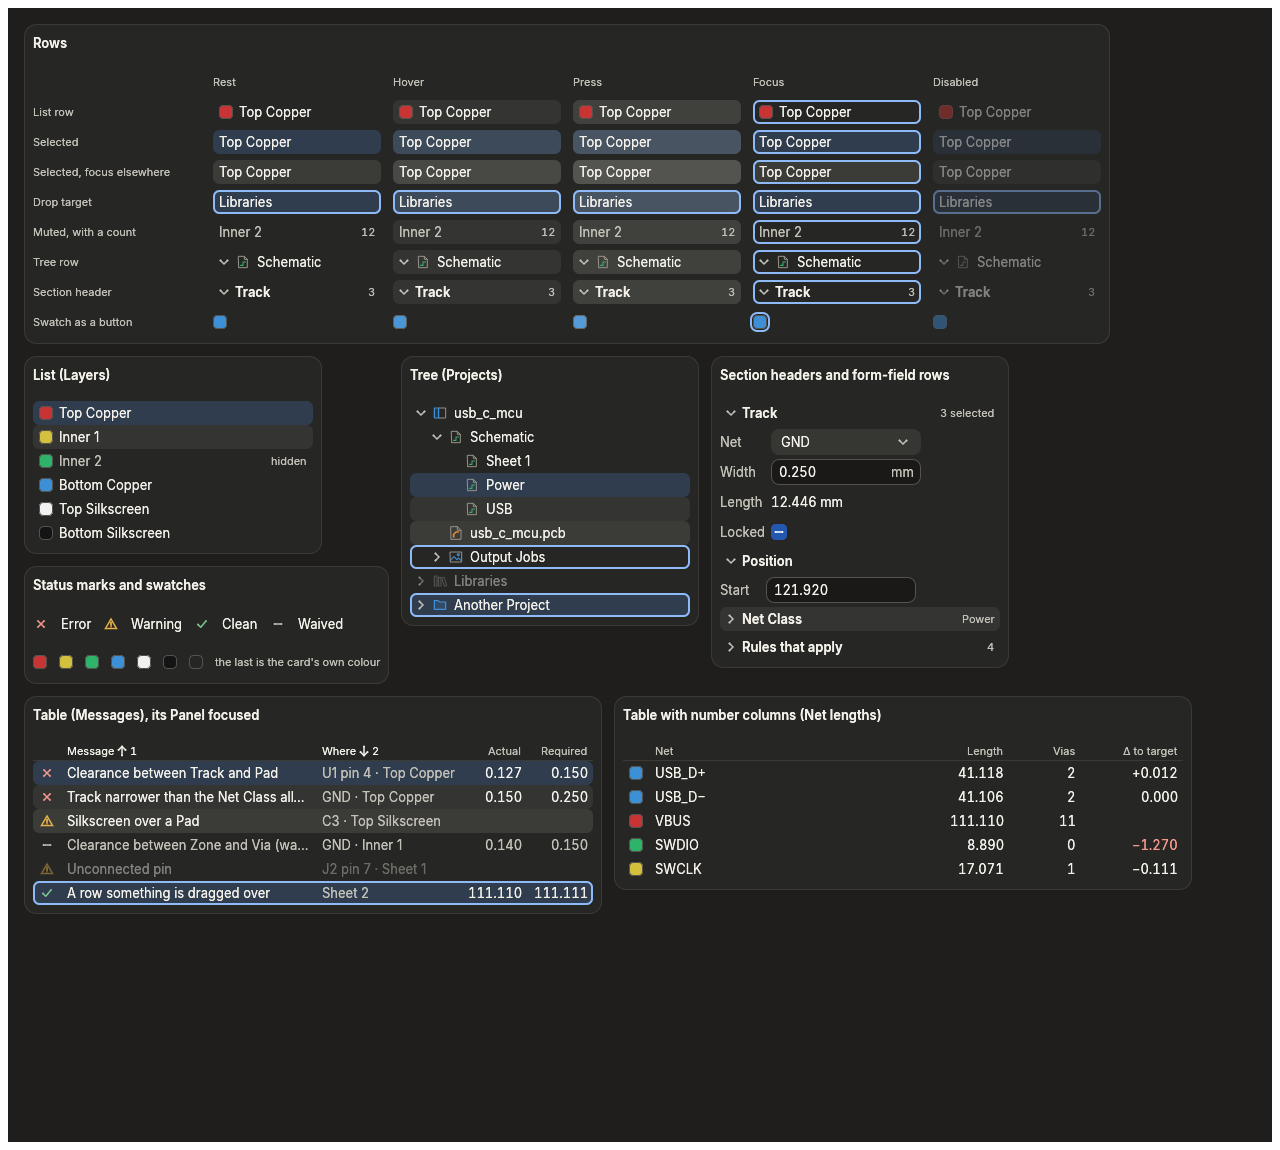 Rows
Rest Hover Press Focus Disabled
List row Top Copper Top Copper Top Copper Top Copper Top Copper
Selected Top Copper Top Copper Top Copper Top Copper Top Copper
Selected, focus elsewhere Top Copper Top Copper Top Copper Top Copper Top Copper
Drop target Libraries Libraries Libraries Libraries Libraries
Muted, with a count Inner 2 12 Inner 2 12 Inner 2 12 Inner 2 12 Inner 2 12
Tree row Schematic Schematic Schematic Schematic Schematic
Section header Track 3 Track 3 Track 3 Track 3 Track 3
Swatch as a button
List (Layers)
Top Copper
Inner 1
Inner 2 hidden
Bottom Copper
Top Silkscreen
Bottom Silkscreen
Status marks and swatches
Error Warning Clean Waived
the last is the card's own colour
Tree (Projects)
usb_c_mcu
Schematic
Sheet 1
Power
USB
usb_c_mcu.pcb
Output Jobs
Libraries
Another Project
Section headers and form-field rows
Track 3 selected
Net GND
Width 0.250 mm
Length 12.446 mm
Locked
Position
Start 121.920
Net Class Power
Rules that apply 4
Table (Messages), its Panel focused
Message ↑ 1 Where ↓ 2 Actual Required
Clearance between Track and Pad U1 pin 4 · Top Copper 0.127 0.150
Track narrower than the Net Class all... GND · Top Copper 0.150 0.250
Silkscreen over a Pad C3 · Top Silkscreen
Clearance between Zone and Via (wa... GND · Inner 1 0.140 0.150
Unconnected pin J2 pin 7 · Sheet 1
A row something is dragged over Sheet 2 111.110 111.111
Table with number columns (Net lengths)
Net Length Vias Δ to target
USB_D+ 41.118 2 +0.012
USB_D− 41.106 2 0.000
VBUS 111.110 11
SWDIO 8.890 0 −1.270
SWCLK 17.071 1 −0.111